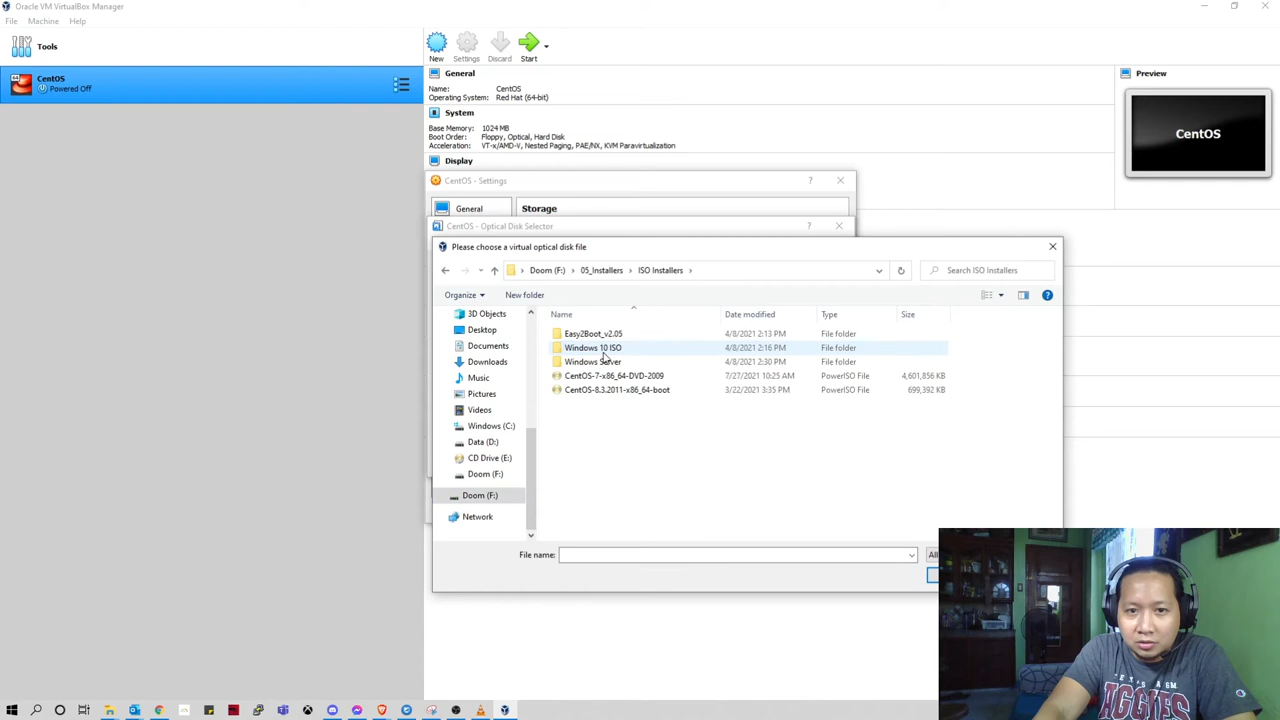 Oracle VM VirtualBox Manager
File Machine Help
Tools
New Settings Discard Start
CentOS
Powered Off
General
Name: CentOS
Operating System: Red Hat (64-bit)
System
Base Memory: 1024 MB
Boot Order: Floppy, Optical, Hard Disk
Acceleration: VT-x/AMD-V, Nested Paging, PAE/NX, KVM Paravirtualization
Display
Preview
CentOS
CentOS - Settings ?
General Storage
CentOS - Optical Disk Selector ?
Please choose a virtual optical disk file
Doom (F:) › 05_Installers › ISO Installers › Search ISO Installers
Organize New folder
Name Date modified Type Size
3D Objects
Desktop
Documents
Downloads
Music
Pictures
Videos
Windows (C:)
Data (D:)
CD Drive (E:)
Doom (F:)
Doom (F:)
Network
Easy2Boot_v2.05 4/8/2021 2:13 PM File folder
Windows 10 ISO 4/8/2021 2:16 PM File folder
Windows Server 4/8/2021 2:30 PM File folder
CentOS-7-x86_64-DVD-2009 7/27/2021 10:25 AM PowerISO File 4,601,856 KB
CentOS-8.3.2011-x86_64-boot 3/22/2021 3:35 PM PowerISO File 699,392 KB
File name: All
AGGIES